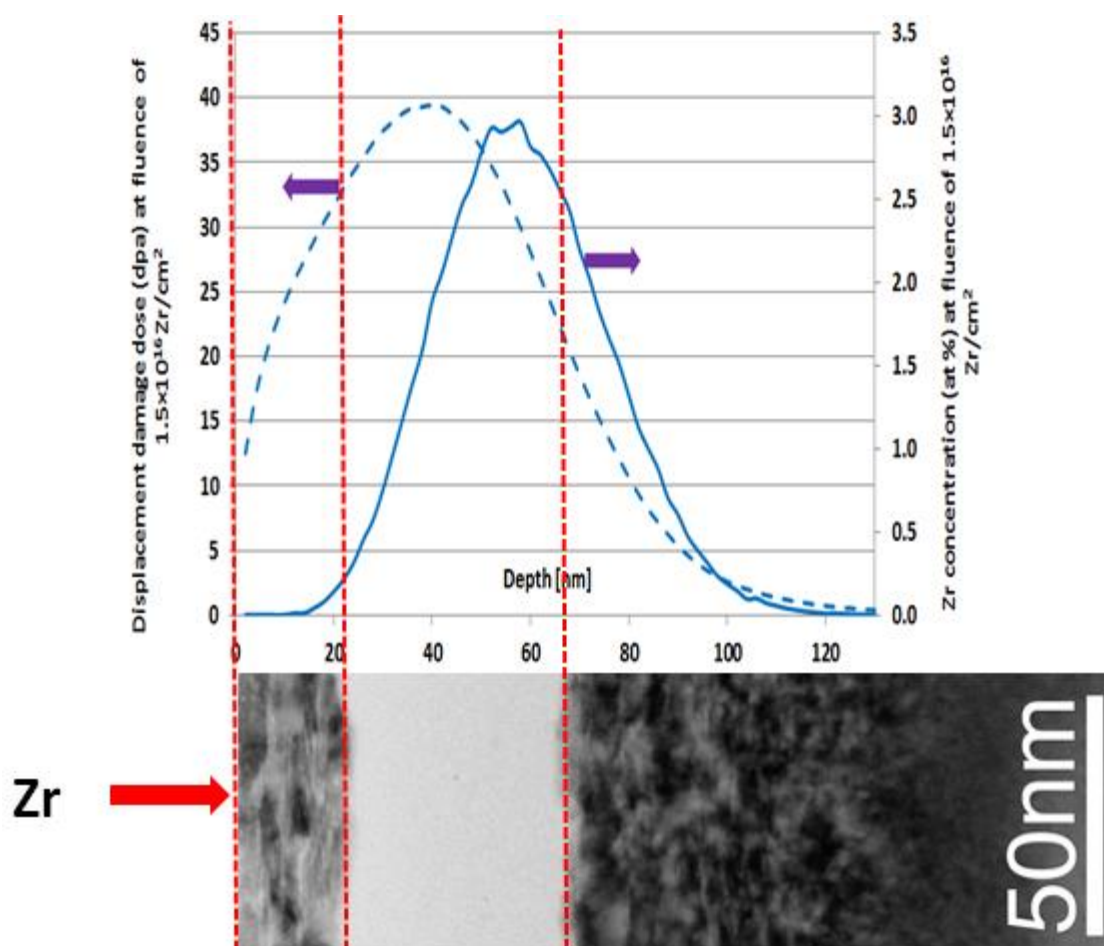 Displacement damage dose (dpa) at fluence of
1.5×10¹⁶ Zr/cm²
45
40
35
30
25
20
15
10
5
0
3.5
3.0
2.5
2.0
1.5
1.0
0.5
0.0
Zr concentration (at %) at fluence of 1.5×10¹⁶
Zr/cm²
Depth [nm]
0 20 40 60 80 100 120
Zr
50nm